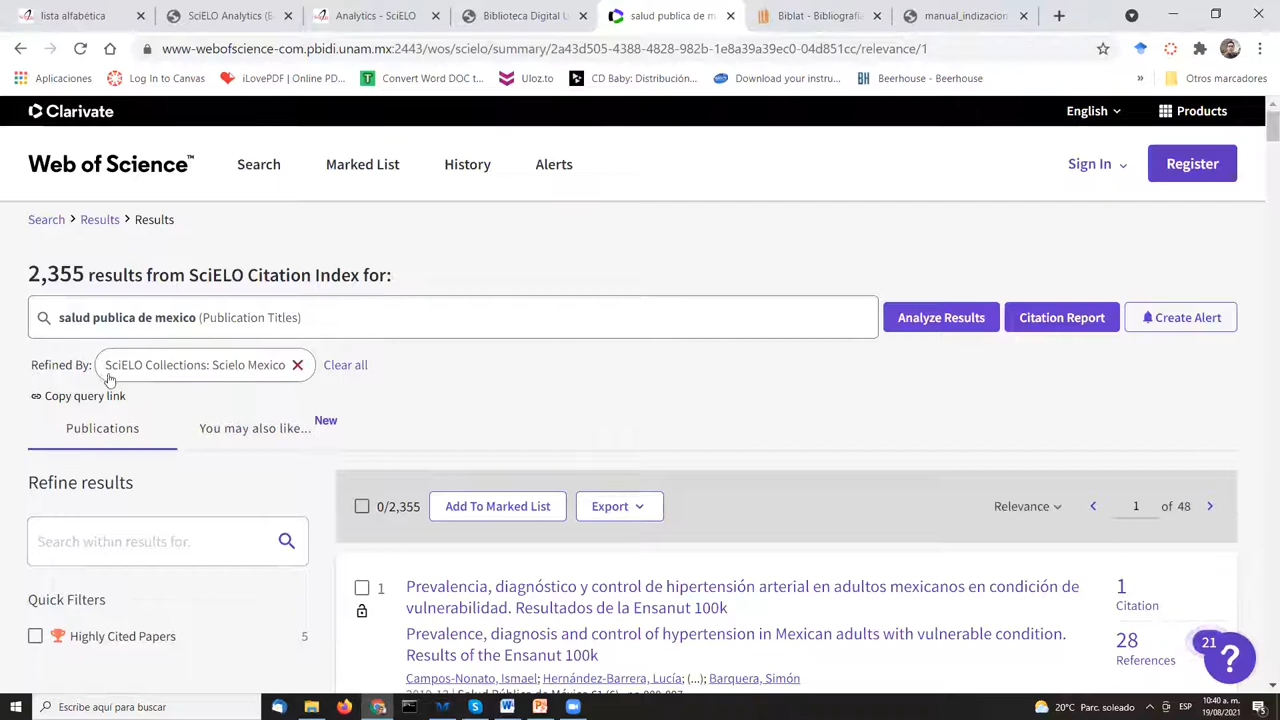 lista alfabética
SciELO Analytics (B
Analytics - SciELO
Biblioteca Digital U
salud publica de m
Biblat - Bibliografí
manual_indizacion
www-webofscience-com.pbidi.unam.mx:2443/wos/scielo/summary/2a43d505-4388-4828-982b-1e8a39a39ec0-04d851cc/relevance/1
Aplicaciones
Log In to Canvas
iLovePDF | Online PD...
Convert Word DOC t...
Uloz.to
CD Baby: Distribución...
Download your instru...
BH Beerhouse - Beerhouse
»
Otros marcadores
Clarivate
English
Products
Web of Science™
Search
Marked List
History
Alerts
Sign In
Register
Search > Results > Results
2,355 results from SciELO Citation Index for:
salud publica de mexico (Publication Titles)
Analyze Results
Citation Report
Create Alert
Refined By:
SciELO Collections: Scielo Mexico
Clear all
Copy query link
Publications
You may also like...
New
Refine results
0/2,355
Add To Marked List
Export
Relevance
1 of 48
Search within results for.
1
Prevalencia, diagnóstico y control de hipertensión arterial en adultos mexicanos en condición de
vulnerabilidad. Resultados de la Ensanut 100k
1
Citation
Quick Filters
Prevalence, diagnosis and control of hypertension in Mexican adults with vulnerable condition.
Results of the Ensanut 100k
28
References
Highly Cited Papers
5
21
?
Campos-Nonato, Ismael; Hernández-Barrera, Lucía; (...); Barquera, Simón
Escribe aquí para buscar
20°C Parc. soleado
ESP
10:40 a. m.
19/08/2021